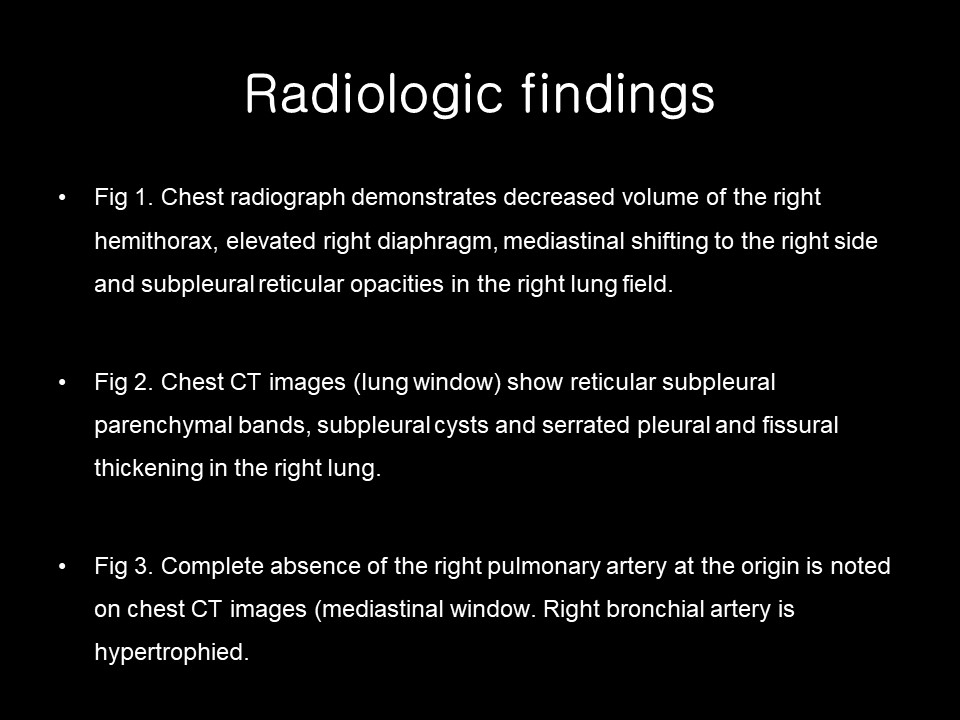 Radiologic findings
• Fig 1. Chest radiograph demonstrates decreased volume of the right
hemithorax, elevated right diaphragm, mediastinal shifting to the right side
and subpleural reticular opacities in the right lung field.
• Fig 2. Chest CT images (lung window) show reticular subpleural
parenchymal bands, subpleural cysts and serrated pleural and fissural
thickening in the right lung.
• Fig 3. Complete absence of the right pulmonary artery at the origin is noted
on chest CT images (mediastinal window. Right bronchial artery is
hypertrophied.